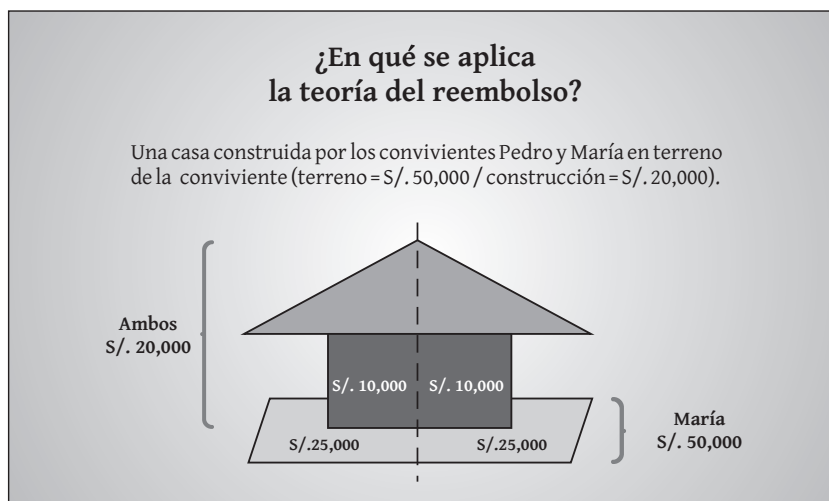 ¿En qué se aplica
la teoría del reembolso?
Una casa construida por los convivientes Pedro y María en terreno
de la conviviente (terreno = S/. 50,000 / construcción = S/. 20,000).
Ambos
S/. 20,000
S/. 10,000
S/. 10,000
S/.25,000
S/.25,000
María
S/. 50,000